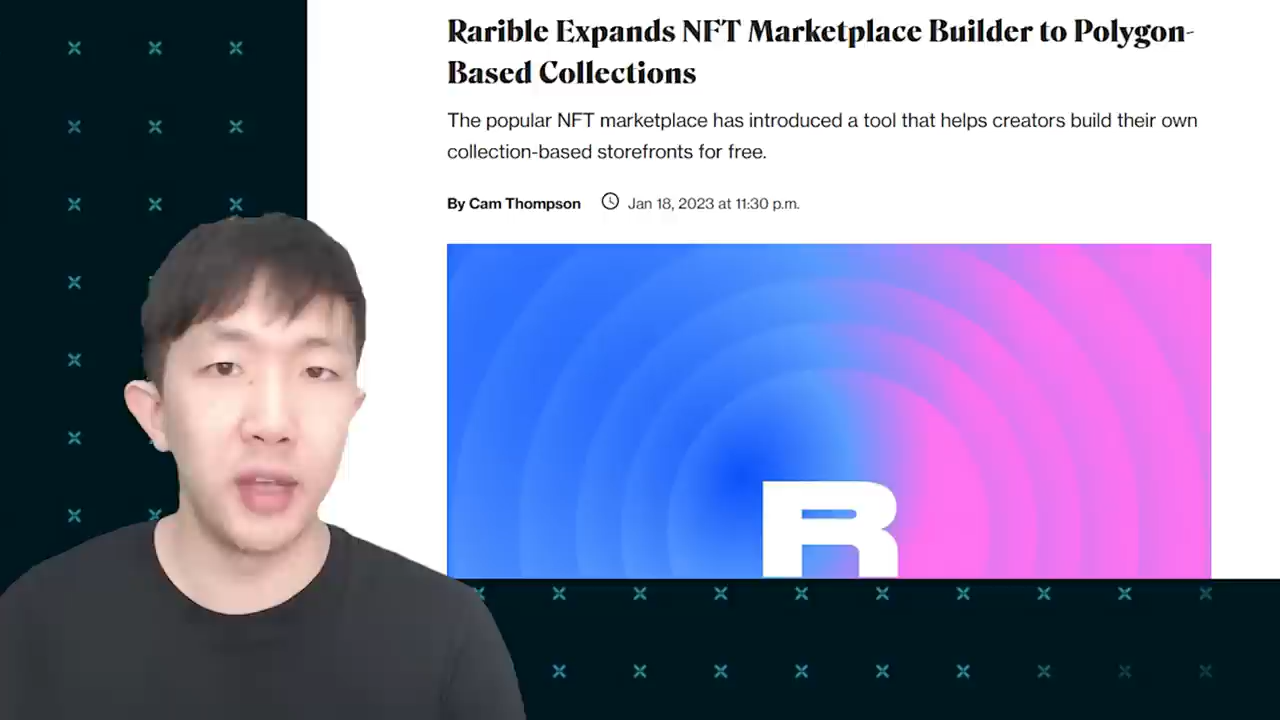 Rarible Expands NFT Marketplace Builder to Polygon-
Based Collections
The popular NFT marketplace has introduced a tool that helps creators build their own
collection-based storefronts for free.
By Cam Thompson Jan 18, 2023 at 11:30 p.m.
R